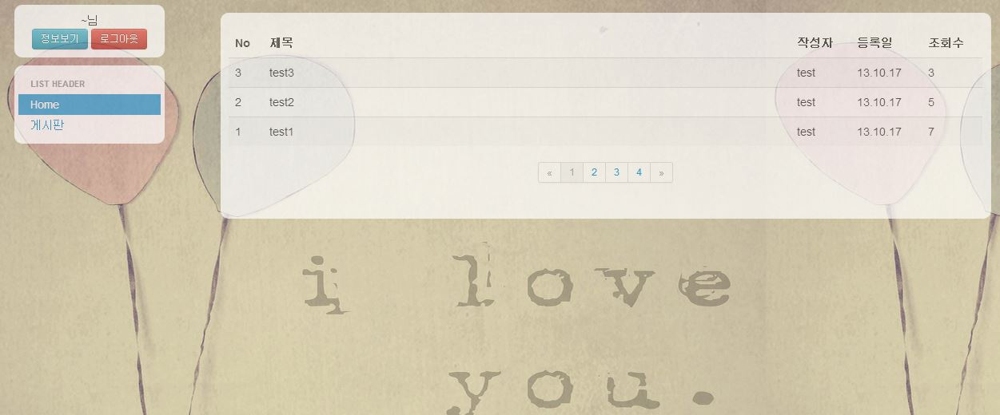 ~님
정보보기 로그아웃
LIST HEADER
Home
게시판
No 제목 작성자 등록일 조회수
3 test3 test 13.10.17 3
2 test2 test 13.10.17 5
1 test1 test 13.10.17 7
« 1 2 3 4 »
i love
you.